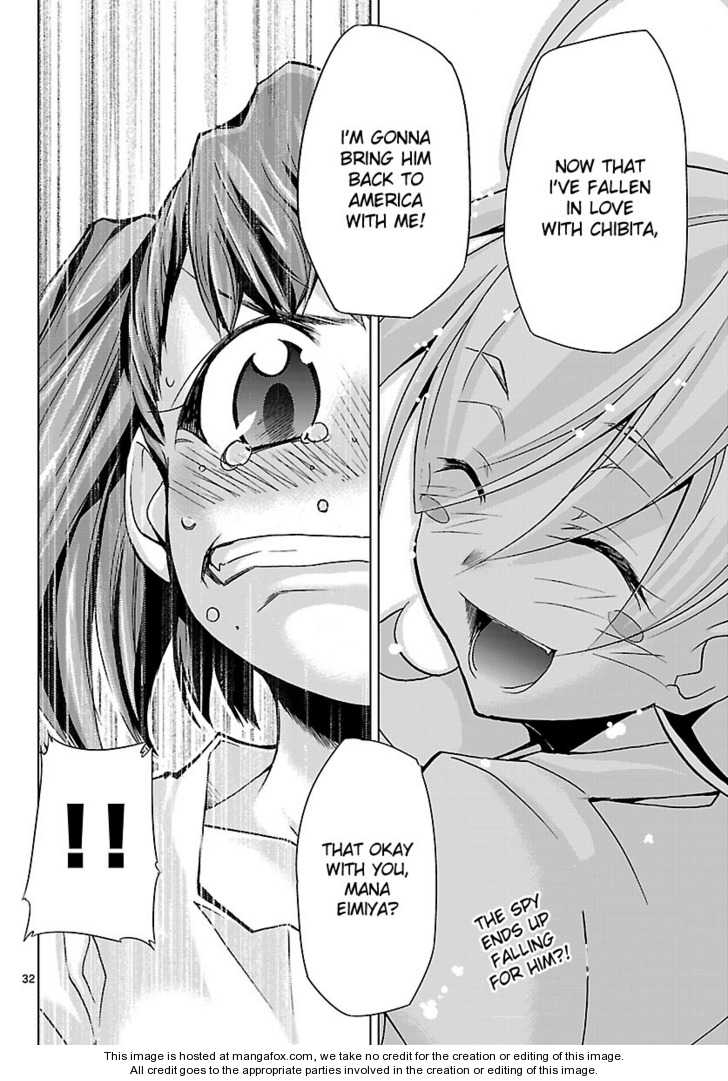 NOW THAT
I'VE FALLEN
IN LOVE
WITH CHIBITA,
I'M GONNA
BRING HIM
BACK TO
AMERICA
WITH ME!
THAT OKAY
WITH YOU,
MANA
EIMIYA?
!!
THE SPY
ENDS UP
FALLING
FOR HIM?!
32
This image is hosted at mangafox.com, we take no credit for the creation or editing of this image.
All credit goes to the appropriate parties involved in the creation or editing of this image.